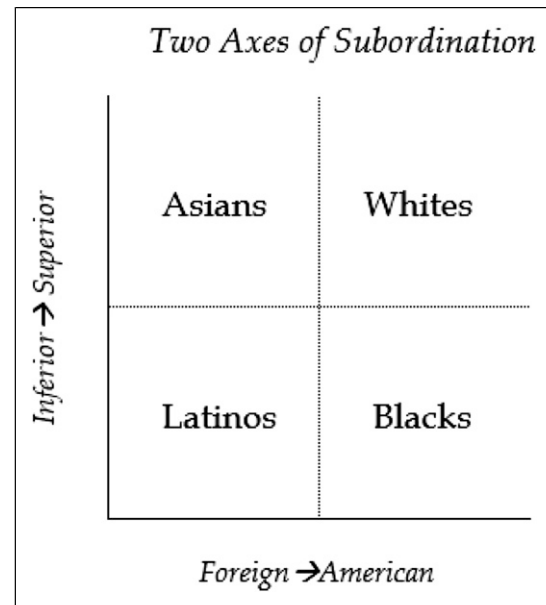 Two Axes of Subordination
Inferior → Superior
Asians Whites
Latinos Blacks
Foreign →American